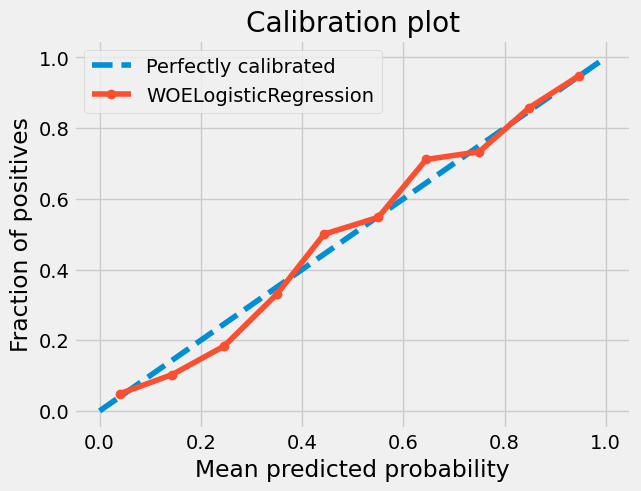 Calibration plot
Perfectly calibrated
WOELogisticRegression
Fraction of positives
1.0
0.8
0.6
0.4
0.2
0.0
0.0 0.2 0.4 0.6 0.8 1.0
Mean predicted probability